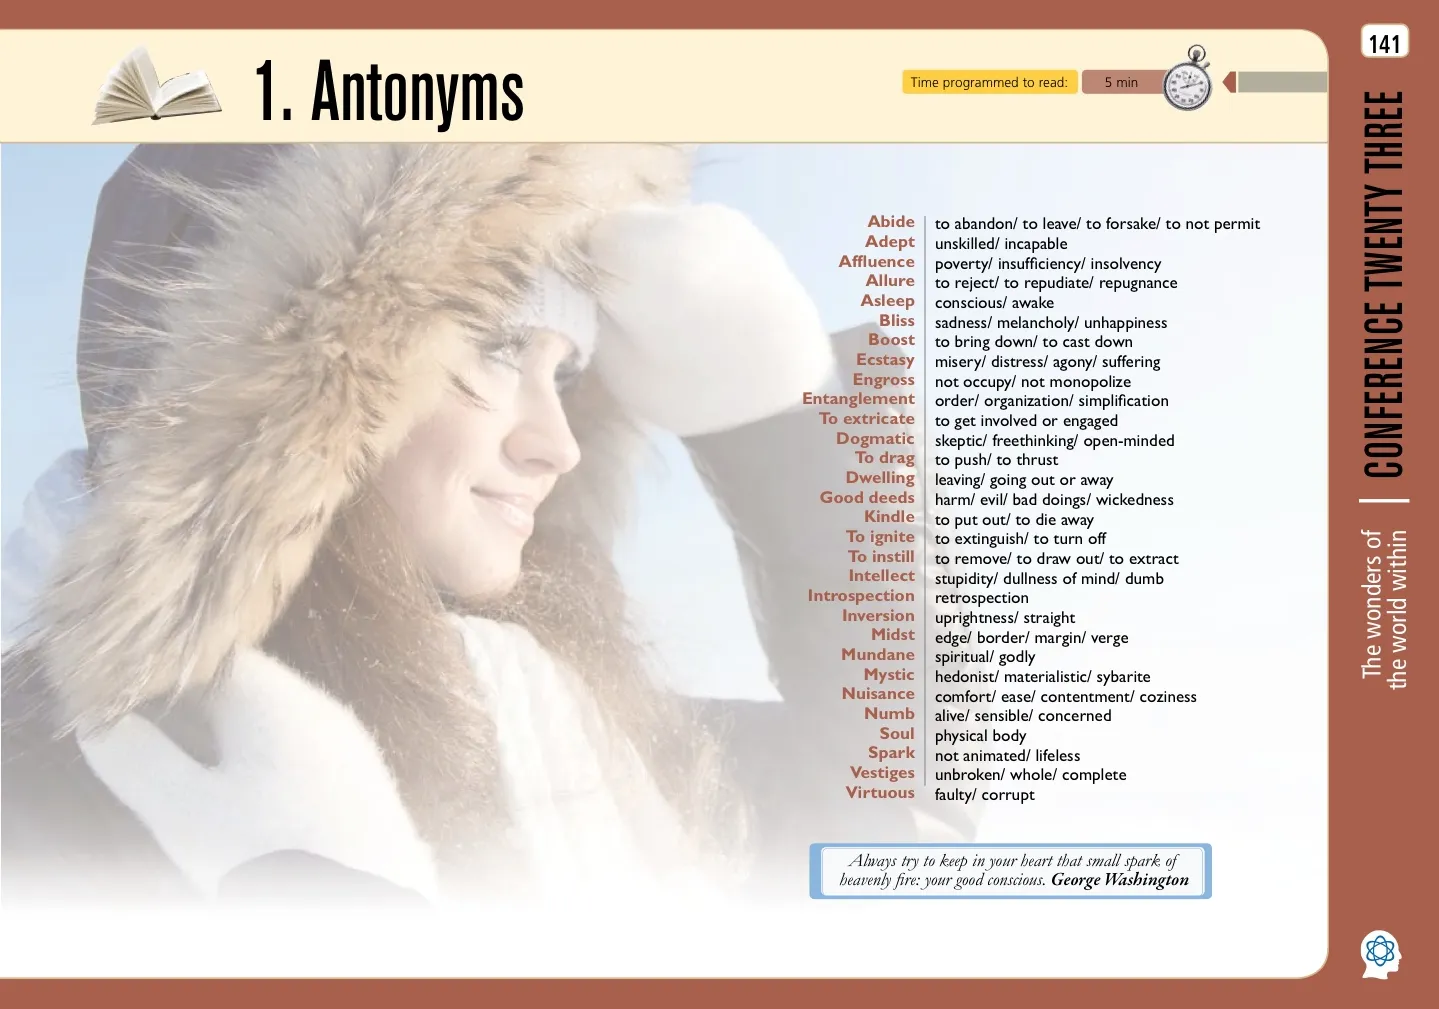 1. Antonyms
Time programmed to read: 5 min
Abide to abandon/ to leave/ to forsake/ to not permit
Adept unskilled/ incapable
Affluence poverty/ insufficiency/ insolvency
Allure to reject/ to repudiate/ repugnance
Asleep conscious/ awake
Bliss sadness/ melancholy/ unhappiness
Boost to bring down/ to cast down
Ecstasy misery/ distress/ agony/ suffering
Engross not occupy/ not monopolize
Entanglement order/ organization/ simplification
To extricate to get involved or engaged
Dogmatic skeptic/ freethinking/ open-minded
To drag to push/ to thrust
Dwelling leaving/ going out or away
Good deeds harm/ evil/ bad doings/ wickedness
Kindle to put out/ to die away
To ignite to extinguish/ to turn off
To instill to remove/ to draw out/ to extract
Intellect stupidity/ dullness of mind/ dumb
Introspection retrospection
Inversion uprightness/ straight
Midst edge/ border/ margin/ verge
Mundane spiritual/ godly
Mystic hedonist/ materialistic/ sybarite
Nuisance comfort/ ease/ contentment/ coziness
Numb alive/ sensible/ concerned
Soul physical body
Spark not animated/ lifeless
Vestiges unbroken/ whole/ complete
Virtuous faulty/ corrupt
Always try to keep in your heart that small spark of
heavenly fire: your good conscious. George Washington
141
CONFERENCE TWENTY THREE
The wonders of
the world within